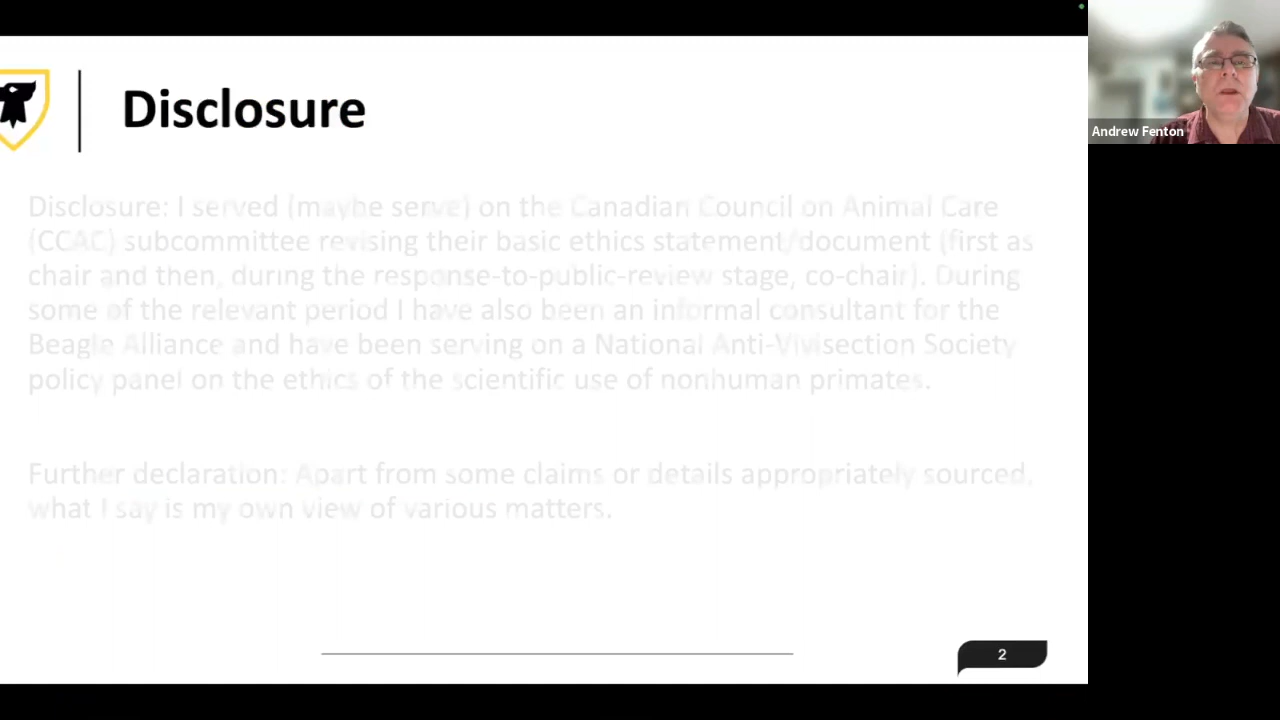 Disclosure
Andrew Fenton
Disclosure: I served (maybe serve) on the Canadian Council on Animal Care
(CCAC) subcommittee revising their basic ethics statement/document (first as
chair and then, during the response-to-public-review stage, co-chair). During
some of the relevant period I have also been an informal consultant for the
Beagle Alliance and have been serving on a National Anti-Vivisection Society
policy panel on the ethics of the scientific use of nonhuman primates.
Further declaration: Apart from some claims or details appropriately sourced,
what I say is my own view of various matters.
2